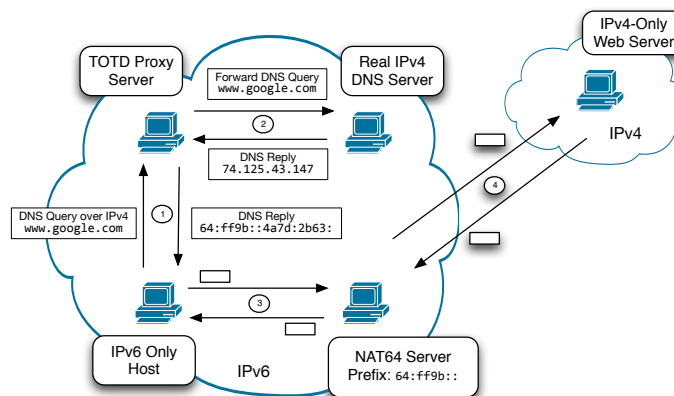 IPv4-Only
Web Server
TOTD Proxy
Server
Forward DNS Query
www.google.com
Real IPv4
DNS Server
2
IPv4
DNS Reply
74.125.43.147
4
DNS Query over IPv4
www.google.com
1
DNS Reply
64:ff9b::4a7d:2b63:
3
IPv6 Only
Host
IPv6
NAT64 Server
Prefix: 64:ff9b::